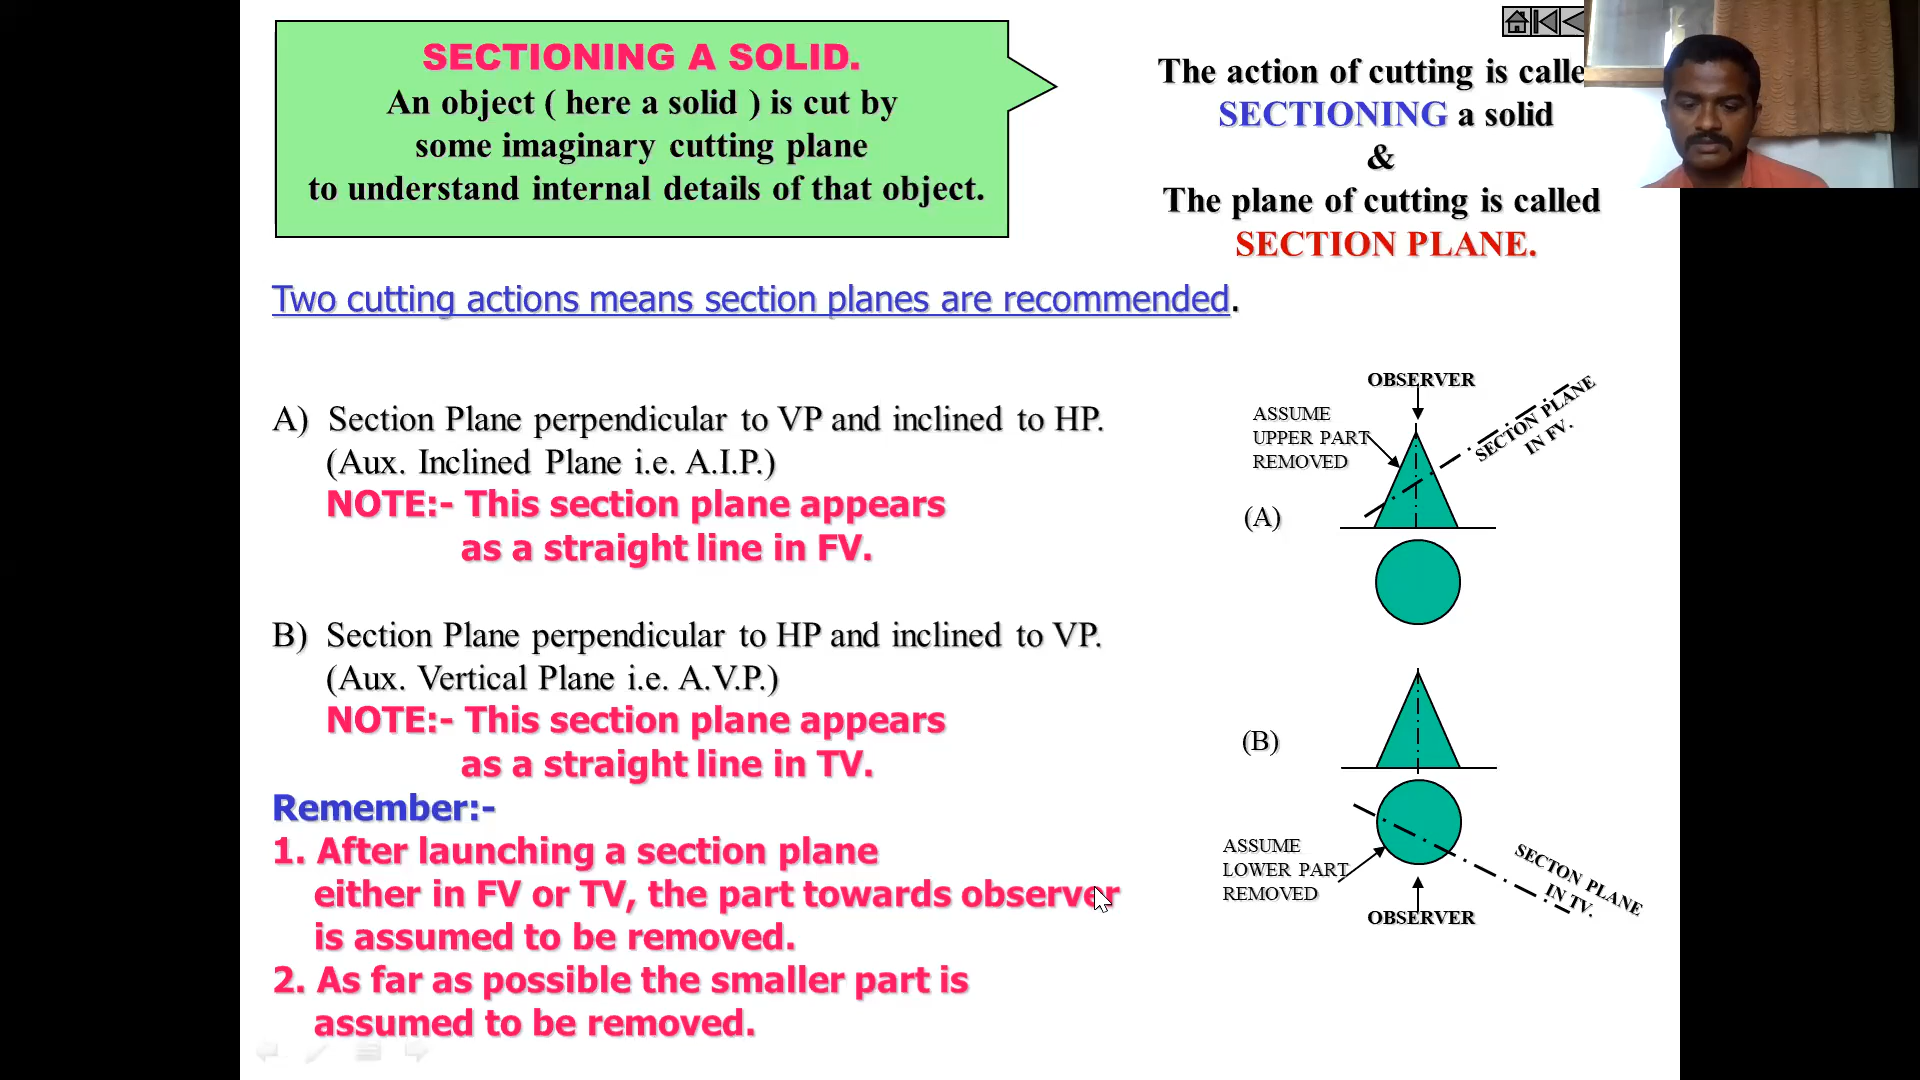 SECTIONING A SOLID.
An object ( here a solid ) is cut by
some imaginary cutting plane
to understand internal details of that object.
The action of cutting is calle
SECTIONING a solid
&
The plane of cutting is called
SECTION PLANE.
Two cutting actions means section planes are recommended.
A) Section Plane perpendicular to VP and inclined to HP.
(Aux. Inclined Plane i.e. A.I.P.)
NOTE:- This section plane appears
as a straight line in FV.
B) Section Plane perpendicular to HP and inclined to VP.
(Aux. Vertical Plane i.e. A.V.P.)
NOTE:- This section plane appears
as a straight line in TV.
Remember:-
1. After launching a section plane
either in FV or TV, the part towards observer
is assumed to be removed.
2. As far as possible the smaller part is
assumed to be removed.
OBSERVER
ASSUME
UPPER PART
REMOVED
SECTON PLANE
IN FV.
(A)
(B)
ASSUME
LOWER PART
REMOVED
SECTON PLANE
IN TV.
OBSERVER